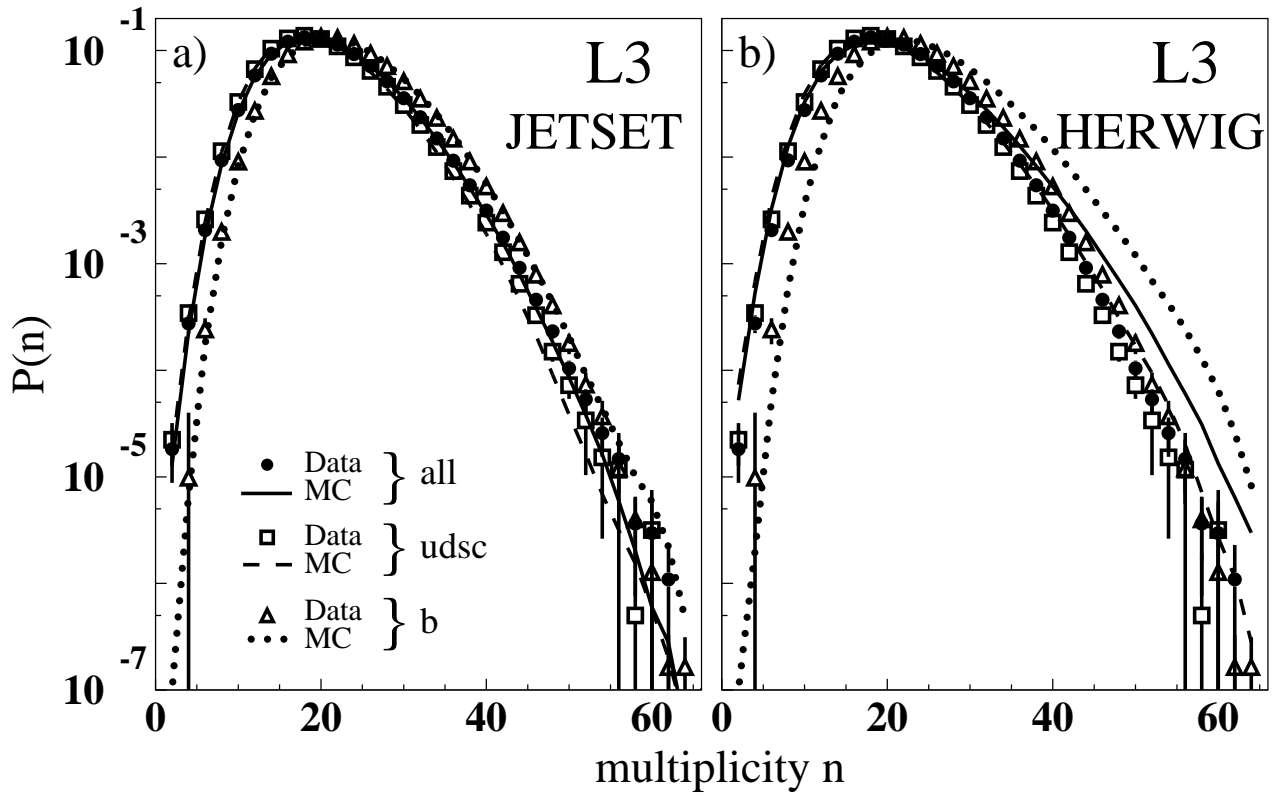 a)
L3
JETSET
b)
L3
HERWIG
P(n)
10 -1
10 -3
10 -5
10 -7
Data
MC
} all
Data
MC
} udsc
Data
MC
} b
0 20 40 60
0 20 40 60
multiplicity n